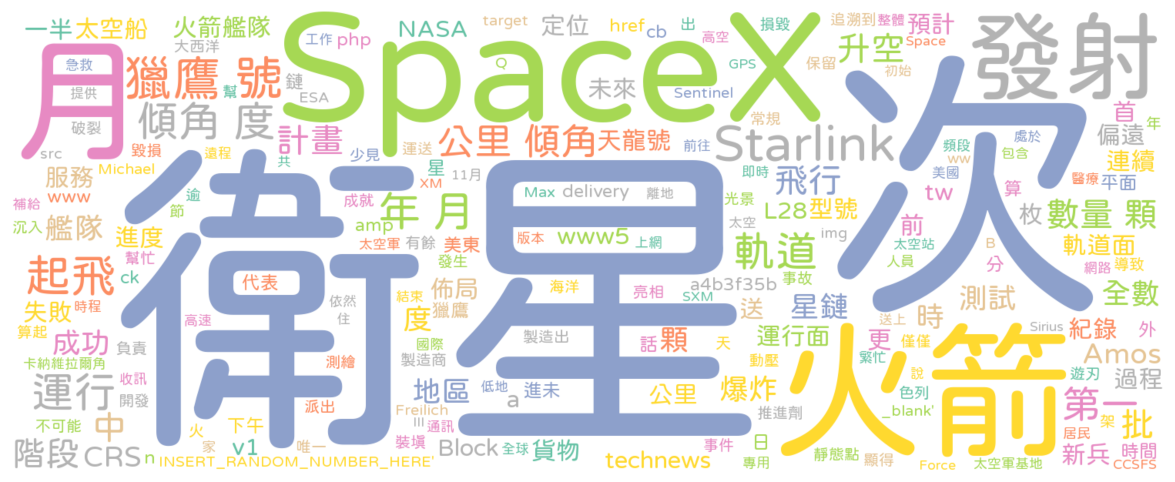 一半 太空船 火箭艦隊 NASA target 定位 href cb 出 損毀 追溯到 整體 預計
大西洋 工作 php 高空 升空 Space
月 急救 獵鷹 號 幫 鏈 SpaceX Q GPS 保留 初始 發射
提供 ESA 未來 Sentinel 常規 首 年
破裂 傾角 度 計畫 公里 傾角 天龍號 Starlink 次 頻段 處於 偏遠
src 毀損 遠程 共 運送 少見 前往 即時 ww 包含 連續
服務 Michael 星 XM 11月 Max delivery 離地 光景 飛行 美國 醫療 平面
補給 www 逾 成就 年 月 tw 算 枚 數量 顆
沉入 艦隊 進度 節 amp 衛星 版本 www5 上網 太空 L28 型號 前 軌道面
幫忙 太空軍 有餘 美東 發生 軌道 img 太空站 B 網路 導致
起飛 ck 代表 佈局 海洋 亮相 a4b3f35b 事故 人員 分 全數
失敗 時程 依然 結束 度 獵鷹 SXM 送 星鏈 測試
算起 高速 住 國際 製造出 話 顆 天 運行面 送上 時 Sirius 紀錄 外
成功 負責 測繪 製造商 動壓 更 繁忙 僅僅 Amos
卡納維拉爾角 收訊 地區 低地 進未 公里 爆炸 說 火箭 遊刃 過程
運行 開發 派出 a 推進劑 色列 第一
不可能 中 火 下午 Freilich III 通訊 _blank' 架 批
家 v1 唯一 裝填 Block 全球 貨物 事件 日 靜態點 顯得 居民 新兵 時間
階段 CRS n INSERT_RANDOM_NUMBER_HERE' technews 專用 Force 太空軍基地 CCSFS